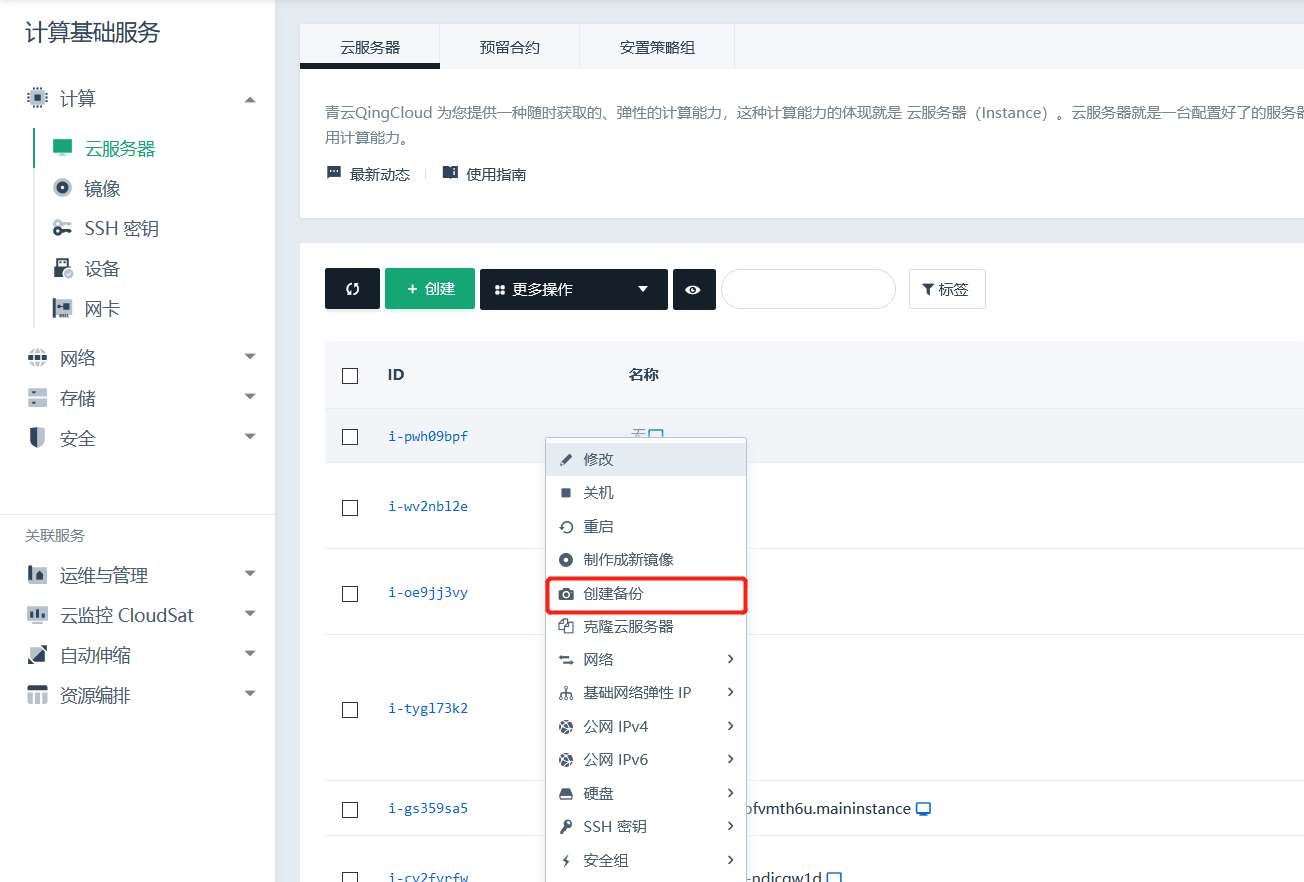 计算基础服务
计算
云服务器
镜像
SSH 密钥
设备
网卡
网络
存储
安全
关联服务
运维与管理
云监控 CloudSat
自动伸缩
资源编排
云服务器
预留合约
安置策略组
青云QingCloud 为您提供一种随时获取的、弹性的计算能力，这种计算能力的体现就是 云服务器（Instance）。云服务器就是一台配置好了的服务器
用计算能力。
最新动态
使用指南
+ 创建
更多操作
标签
ID
名称
i-pwh09bpf
无
i-wv2nbl2e
i-oe9jj3vy
i-tygl73k2
i-gs359sa5
ofvmth6u.maininstance
i-cy2fvrfw
-ndicqw1d
修改
关机
重启
制作成新镜像
创建备份
克隆云服务器
网络
基础网络弹性 IP
公网 IPv4
公网 IPv6
硬盘
SSH 密钥
安全组